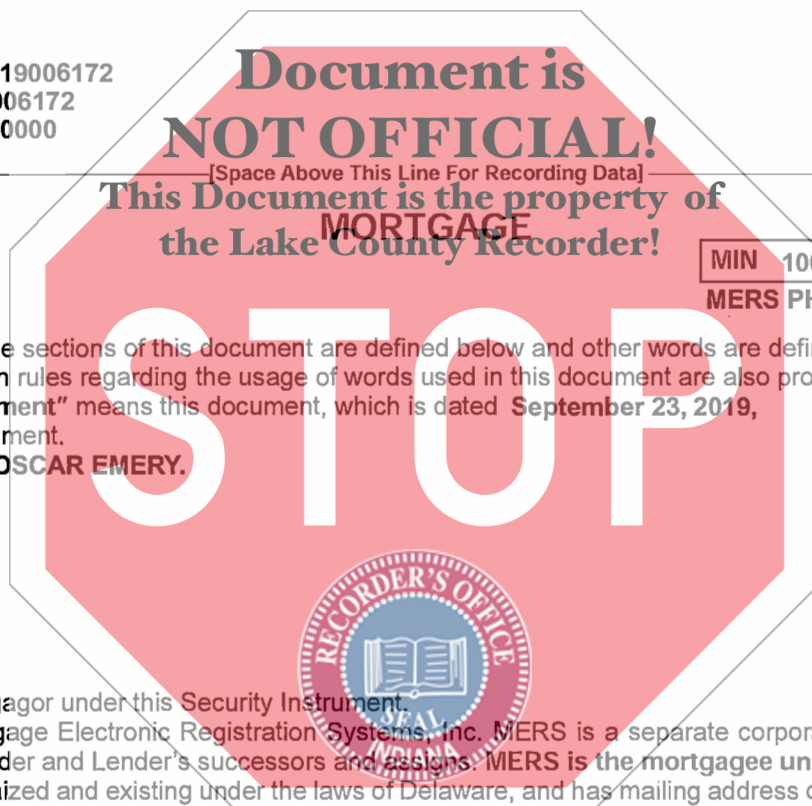 19006172
Document is
006172
0000
NOT OFFICIAL!
[Space Above This Line For Recording Data]
This Document is the property of
MORTGAGE
the Lake County Recorder!
MIN 10
MERS PH
STOP
e sections of this document are defined below and other words are defi
n rules regarding the usage of words used in this document are also pro
ment” means this document, which is dated September 23, 2019,
ment.
OSCAR EMERY.
RECORDER'S OFFICE
SEAL
INDIANA
agor under this Security Instrument.
gage Electronic Registration Systems, Inc. MERS is a separate corpor
der and Lender's successors and assigns. MERS is the mortgagee un
ized and existing under the laws of Delaware, and has mailing address o